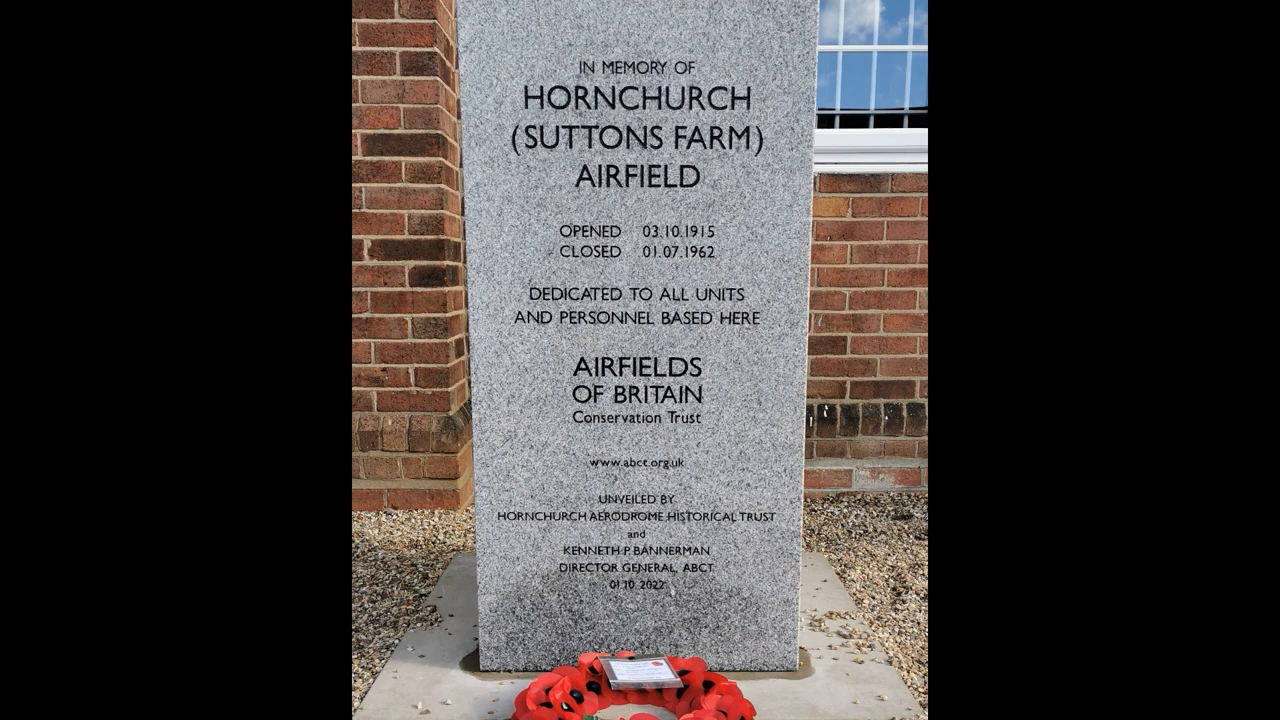 IN MEMORY OF
HORNCHURCH
(SUTTONS FARM)
AIRFIELD
OPENED 03.10.1915
CLOSED 01.07.1962
DEDICATED TO ALL UNITS
AND PERSONNEL BASED HERE
AIRFIELDS
OF BRITAIN
Conservation Trust
www.abct.org.uk
UNVEILED BY
HORNCHURCH AERODROME HISTORICAL TRUST
and
KENNETH P BANNERMAN
DIRECTOR GENERAL, ABCT
01.10.2022